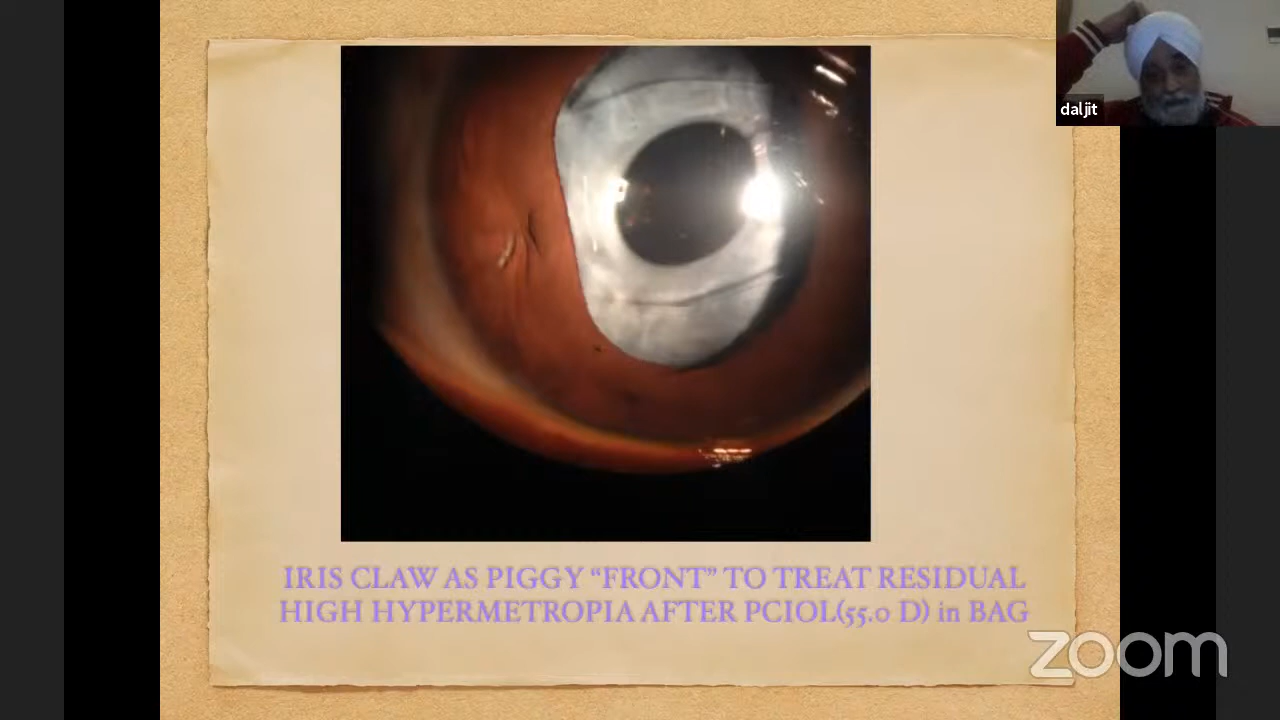 daljit
IRIS CLAW AS PIGGY “FRONT” TO TREAT RESIDUAL
HIGH HYPERMETROPIA AFTER PCIOL(55.0 D) in BAG
zoom